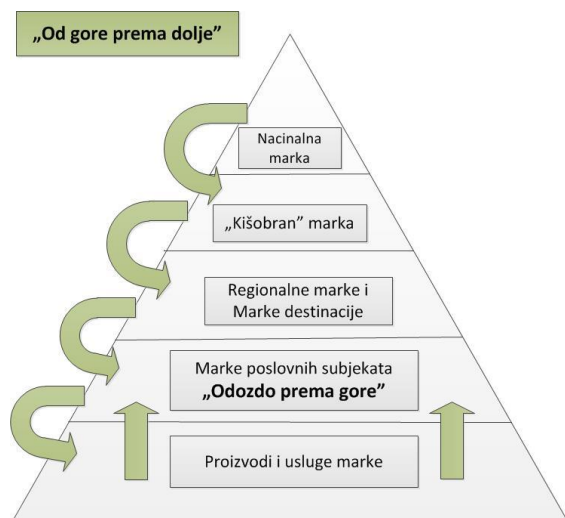 „Od gore prema dolje”
Nacinalna
marka
„Kišobran” marka
Regionalne marke i
Marke destinacije
Marke poslovnih subjekata
„Odozdo prema gore”
Proizvodi i usluge marke